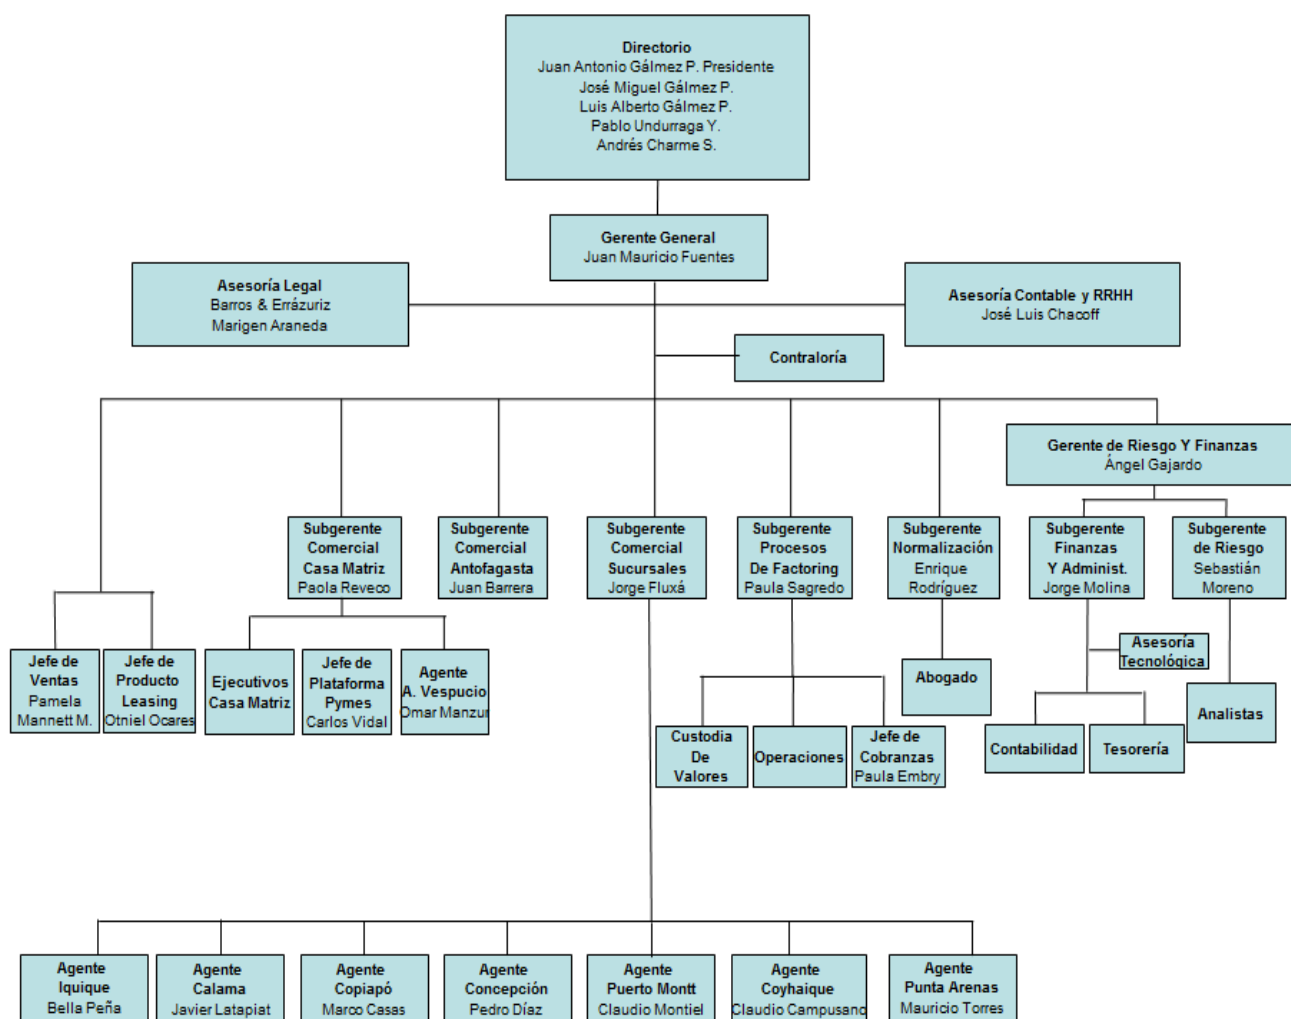 Directorio
Juan Antonio Gálmez P. Presidente
José Miguel Gálmez P.
Luis Alberto Gálmez P.
Pablo Undurraga Y.
Andrés Charme S.
Gerente General
Juan Mauricio Fuentes
Asesoría Legal
Barros & Errázuriz
Marigen Araneda
Asesoría Contable y RRHH
José Luis Chacoff
Contraloría
Gerente de Riesgo Y Finanzas
Ángel Gajardo
Subgerente
Comercial
Casa Matriz
Paola Reveco
Subgerente
Comercial
Antofagasta
Juan Barrera
Subgerente
Comercial
Sucursales
Jorge Fluxá
Subgerente
Procesos
De Factoring
Paula Sagredo
Subgerente
Normalización
Enrique
Rodríguez
Subgerente
Finanzas
Y Administ.
Jorge Molina
Subgerente
de Riesgo
Sebastián
Moreno
Jefe de
Ventas
Pamela
Mannett M.
Jefe de
Producto
Leasing
Otniel Ocares
Ejecutivos
Casa Matriz
Jefe de
Plataforma
Pymes
Carlos Vidal
Agente
A. Vespucio
Omar Manzur
Abogado
Asesoría
Tecnológica
Analistas
Custodia
De
Valores
Operaciones
Jefe de
Cobranzas
Paula Embry
Contabilidad
Tesorería
Agente
Iquique
Bella Peña
Agente
Calama
Javier Latapiat
Agente
Copiapó
Marco Casas
Agente
Concepción
Pedro Díaz
Agente
Puerto Montt
Claudio Montiel
Agente
Coyhaique
Claudio Campusano
Agente
Punta Arenas
Mauricio Torres